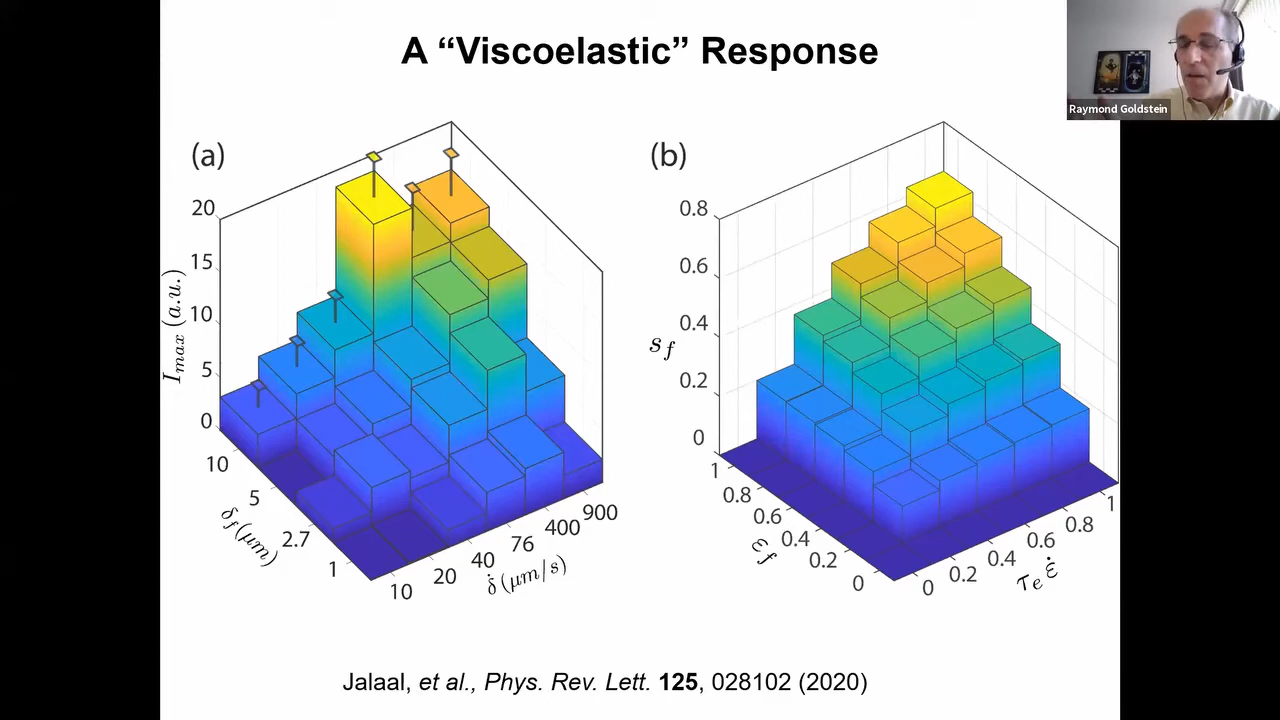 A “Viscoelastic” Response
Raymond Goldstein
(a)
20
15
10
5
0
I_max (a.u.)
10
5
2.7
1
δ_f (μm)
10
20
40
76
400
900
δ̇ (μm/s)
(b)
0.8
0.6
0.4
0.2
0
s_f
1
0.8
0.6
0.4
0.2
0
ε_f
0
0.2
0.4
0.6
0.8
1
τ_e ε̇
Jalaal, et al., Phys. Rev. Lett. 125, 028102 (2020)